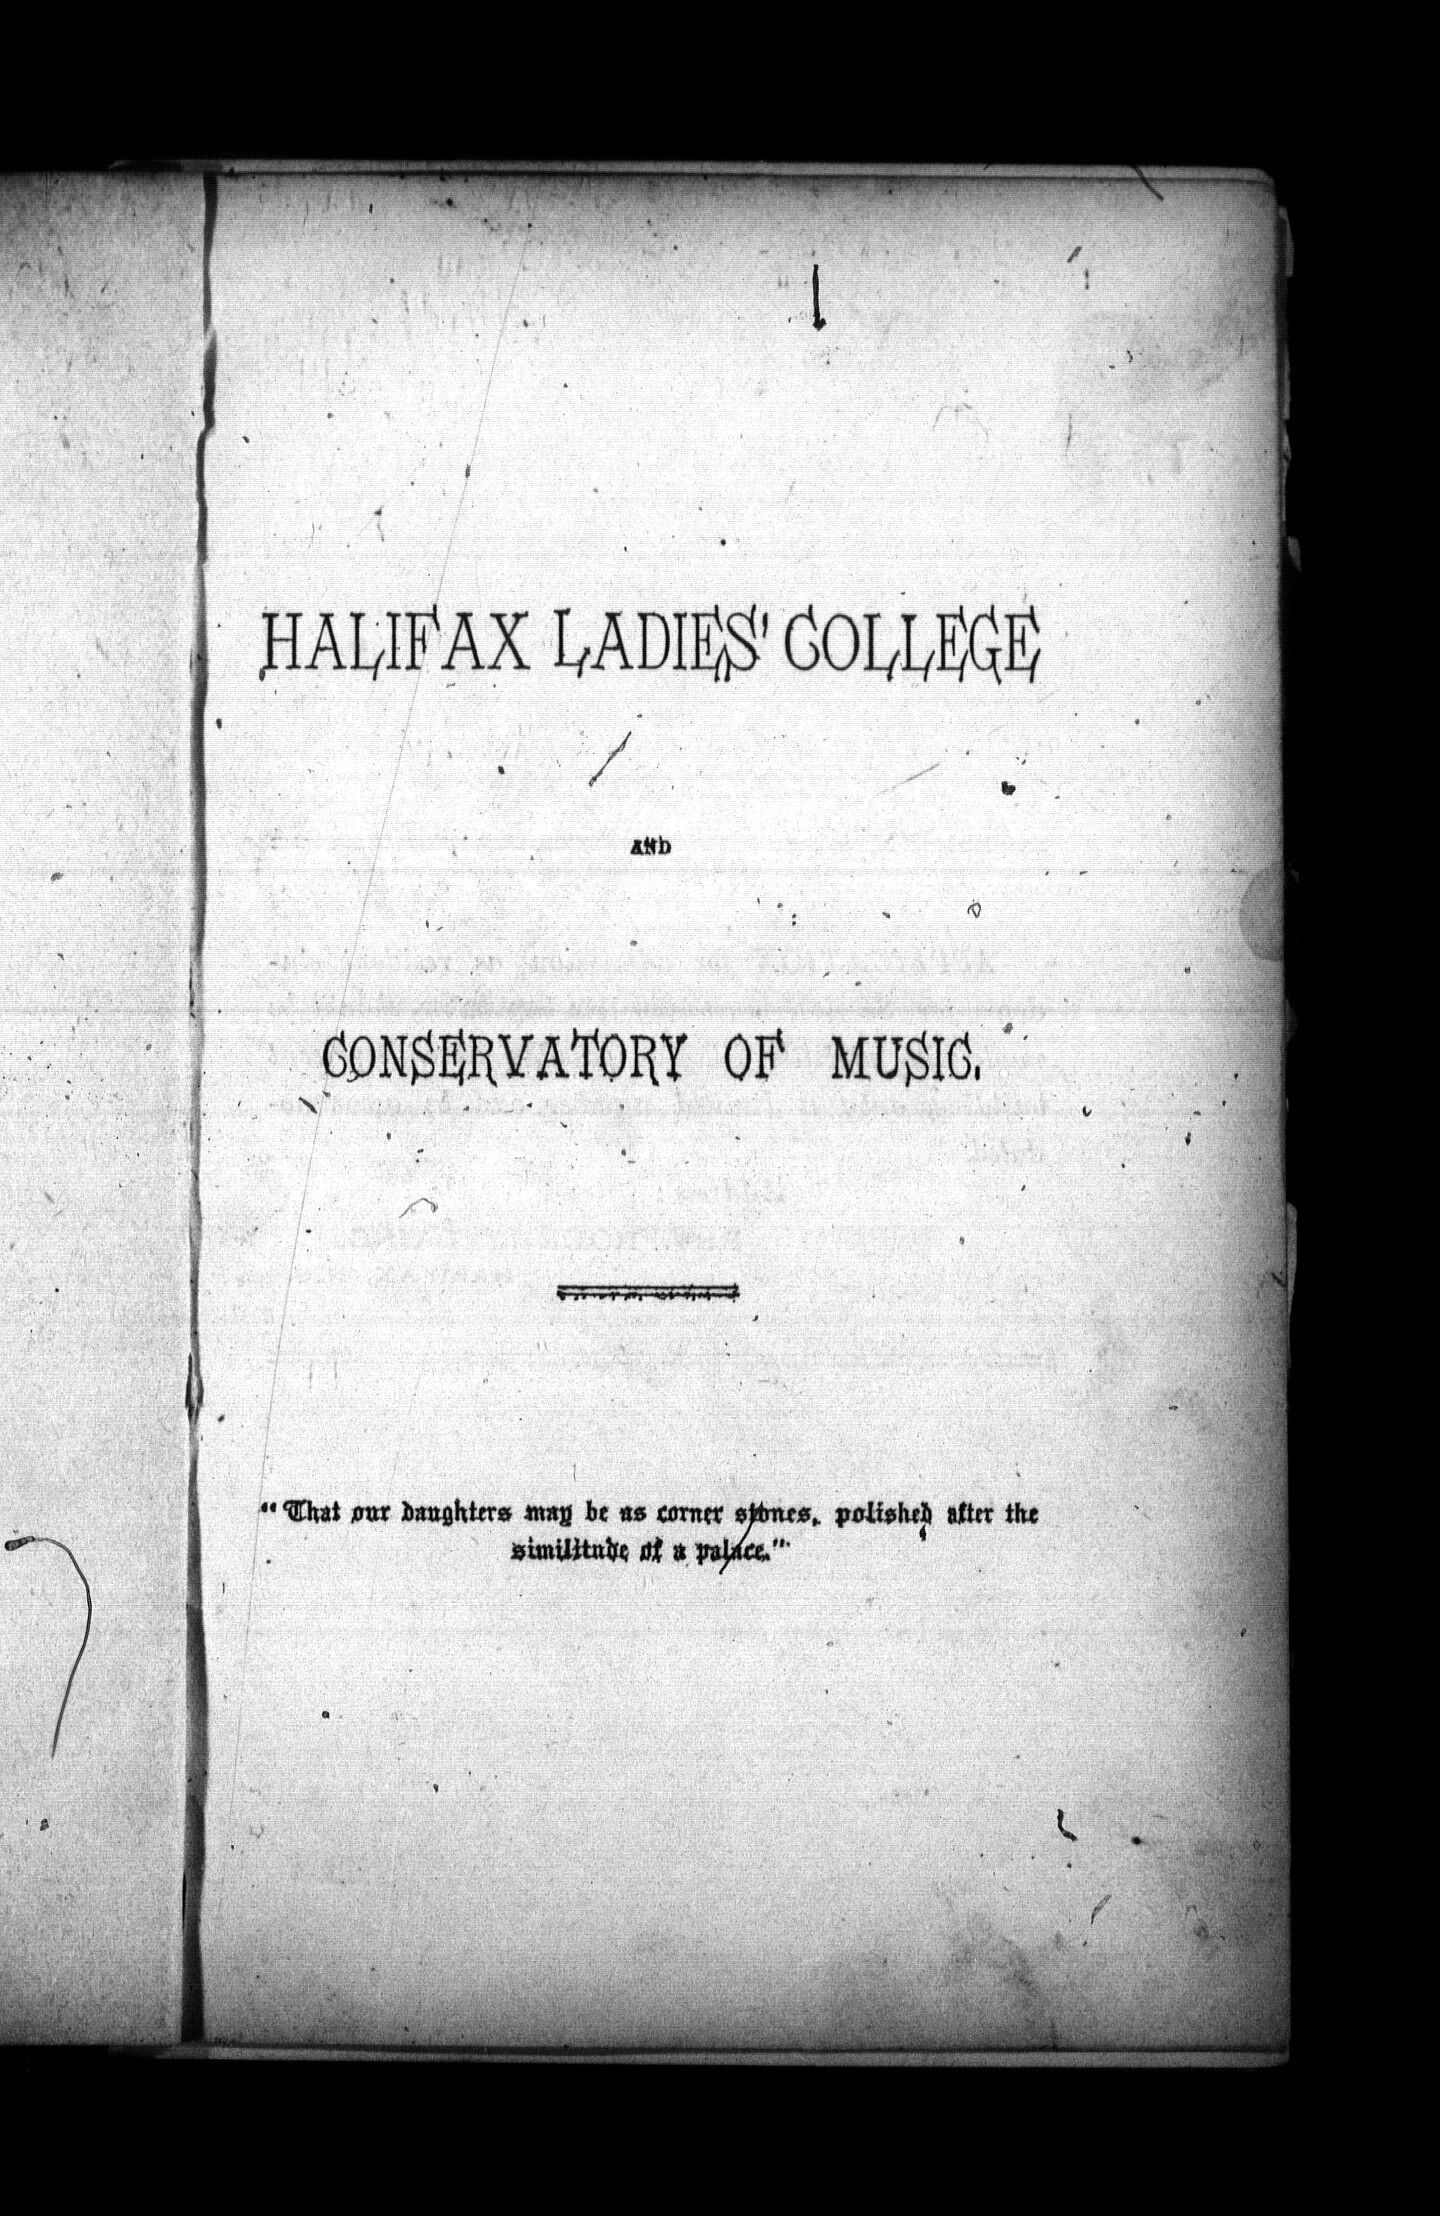 HALIFAX LADIES' COLLEGE
AND
CONSERVATORY OF MUSIC.
"That our daughters may be as corner stones, polished after the
similitude of a palace."